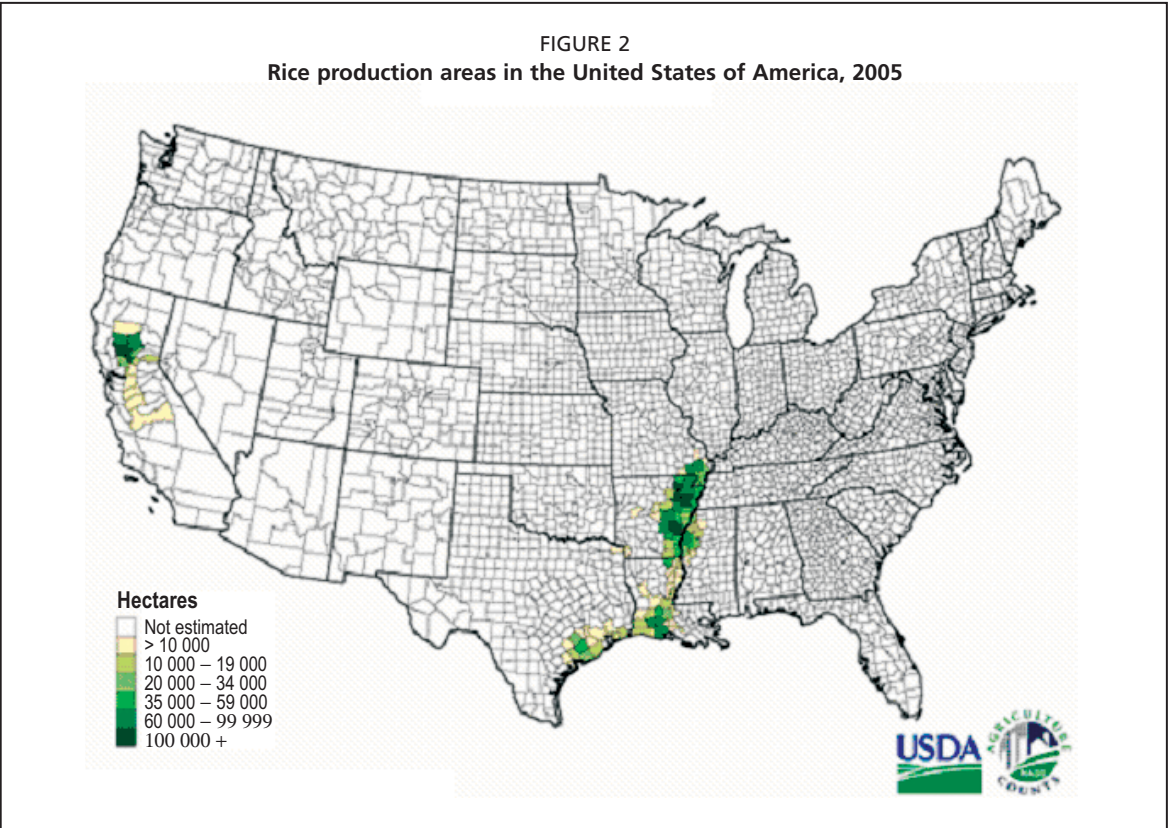 FIGURE 2
Rice production areas in the United States of America, 2005
Hectares
Not estimated
> 10 000
10 000 – 19 000
20 000 – 34 000
35 000 – 59 000
60 000 – 99 999
100 000 +
USDA
AGRICULTURE
NASS
COUNTS